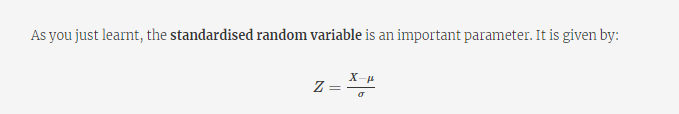 As you just learnt, the standardised random variable is an important parameter. It is given by:
Z = X−μ / σ